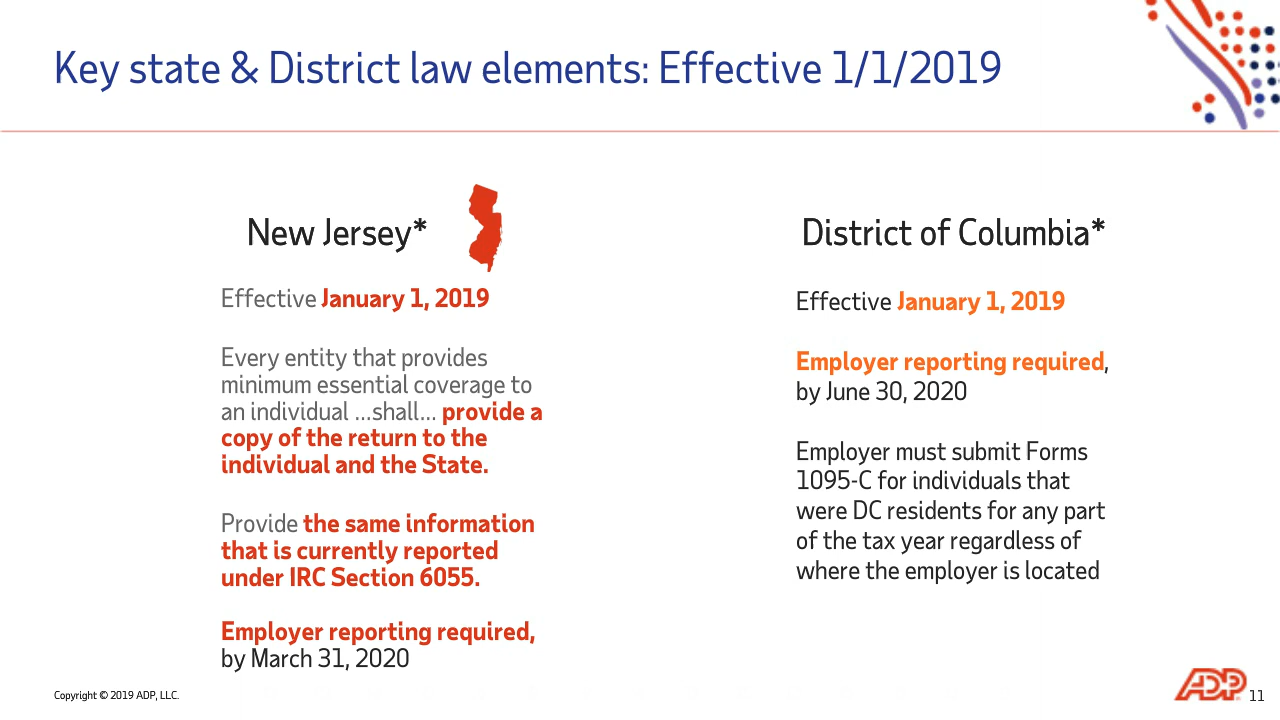 Key state & District law elements: Effective 1/1/2019
New Jersey*
Effective January 1, 2019
Every entity that provides
minimum essential coverage to
an individual ...shall... provide a
copy of the return to the
individual and the State.
Provide the same information
that is currently reported
under IRC Section 6055.
Employer reporting required,
by March 31, 2020
District of Columbia*
Effective January 1, 2019
Employer reporting required,
by June 30, 2020
Employer must submit Forms
1095-C for individuals that
were DC residents for any part
of the tax year regardless of
where the employer is located
Copyright © 2019 ADP, LLC.
ADP
11